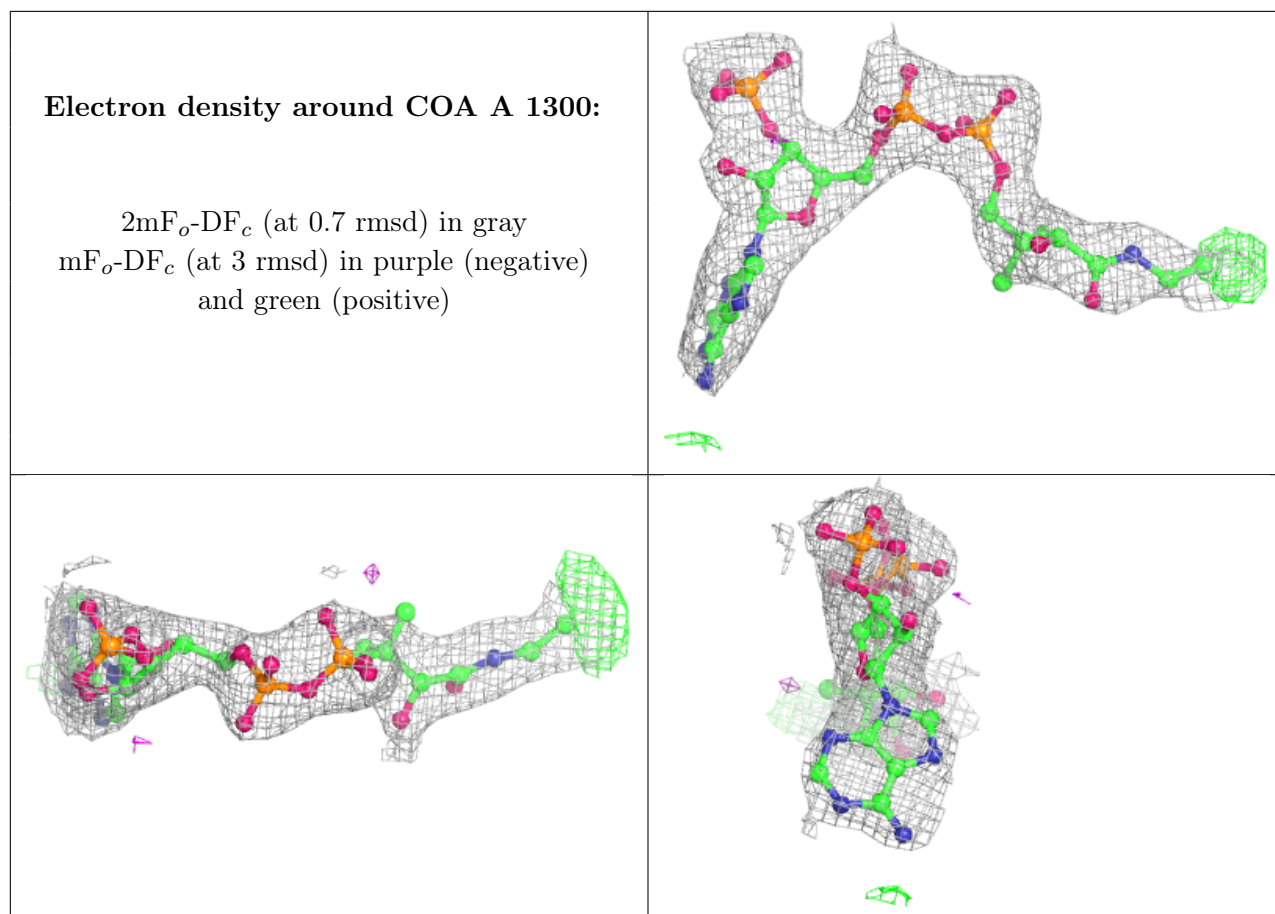 Electron density around COA A 1300:
2mFo-DFc (at 0.7 rmsd) in gray
mFo-DFc (at 3 rmsd) in purple (negative)
and green (positive)